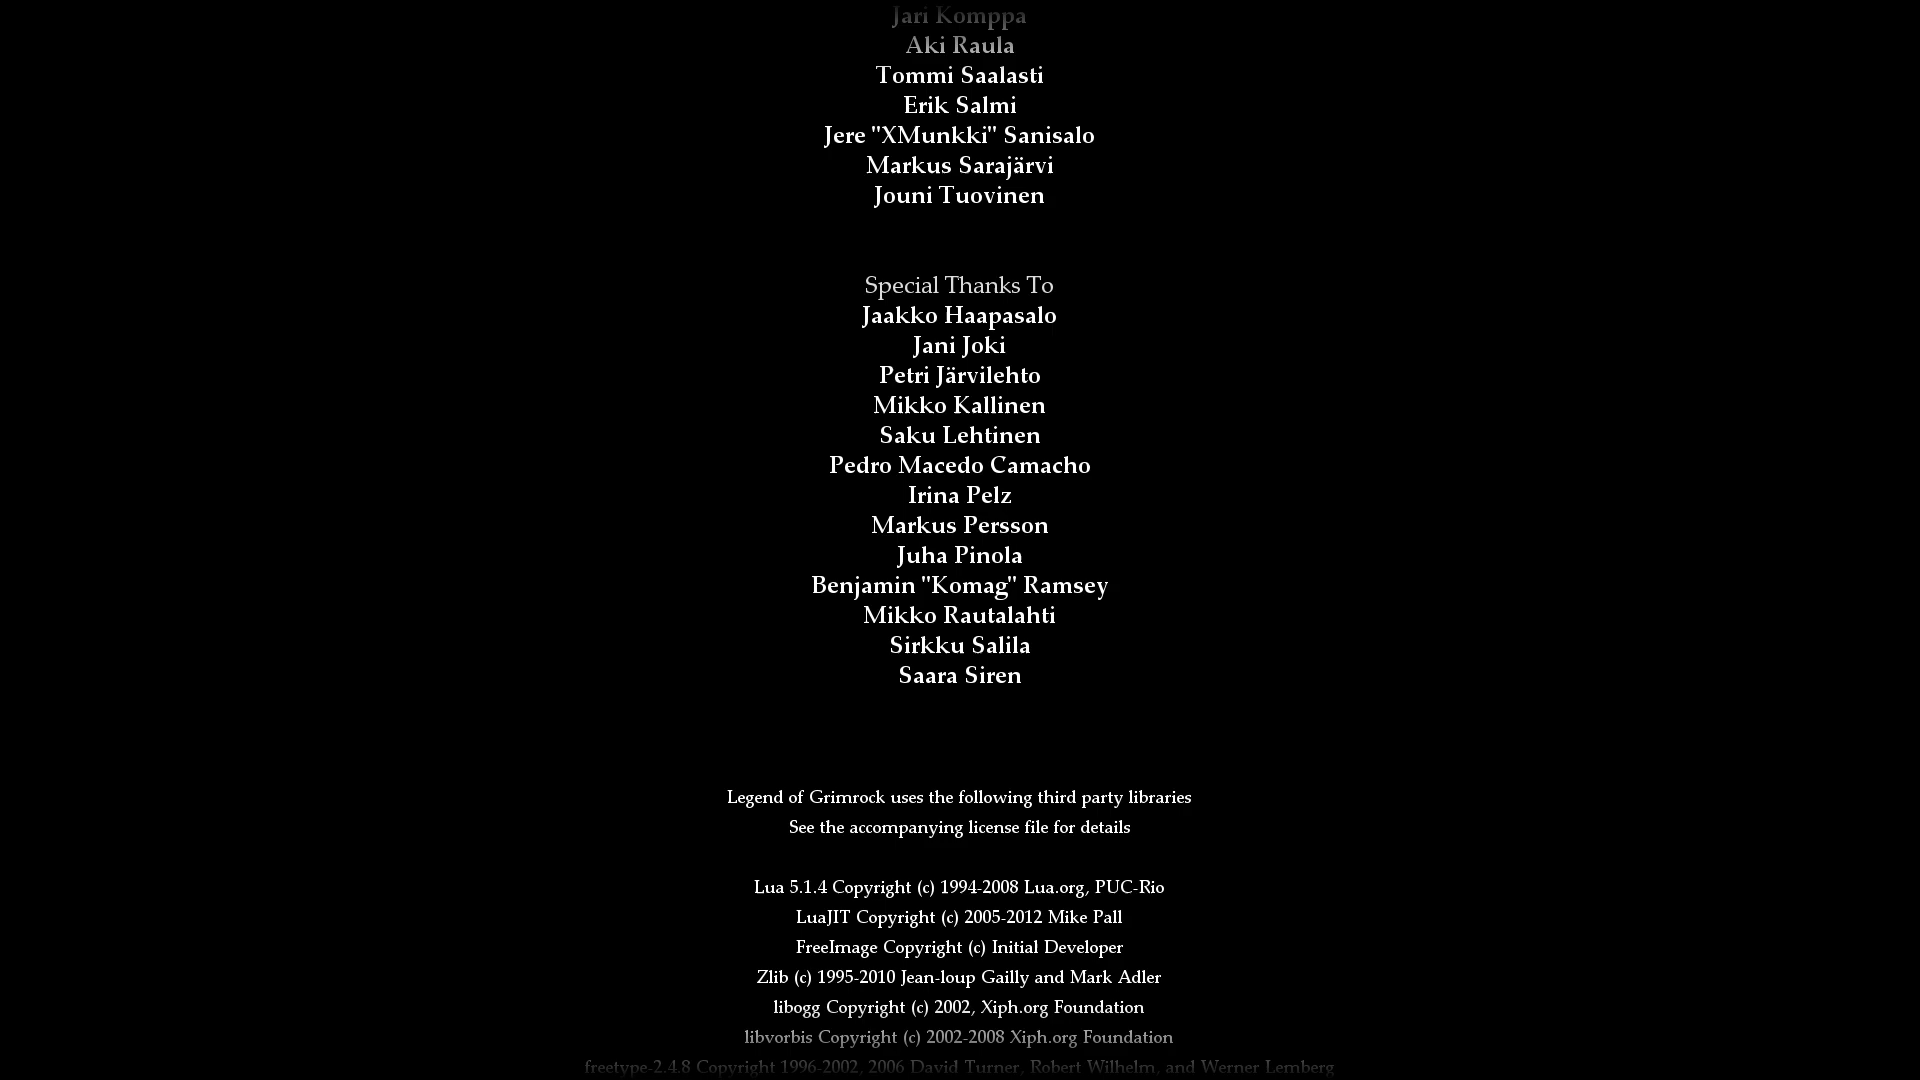 Jari Komppa
Aki Raula
Tommi Saalasti
Erik Salmi
Jere "XMunkki" Sanisalo
Markus Sarajärvi
Jouni Tuovinen
Special Thanks To
Jaakko Haapasalo
Jani Joki
Petri Järvilehto
Mikko Kallinen
Saku Lehtinen
Pedro Macedo Camacho
Irina Pelz
Markus Persson
Juha Pinola
Benjamin "Komag" Ramsey
Mikko Rautalahti
Sirkku Salila
Saara Siren
Legend of Grimrock uses the following third party libraries
See the accompanying license file for details
Lua 5.1.4 Copyright (c) 1994-2008 Lua.org, PUC-Rio
LuaJIT Copyright (c) 2005-2012 Mike Pall
FreeImage Copyright (c) Initial Developer
Zlib (c) 1995-2010 Jean-loup Gailly and Mark Adler
libogg Copyright (c) 2002, Xiph.org Foundation
libvorbis Copyright (c) 2002-2008 Xiph.org Foundation
freetype-2.4.8 Copyright 1996-2002, 2006 David Turner, Robert Wilhelm, and Werner Lemberg